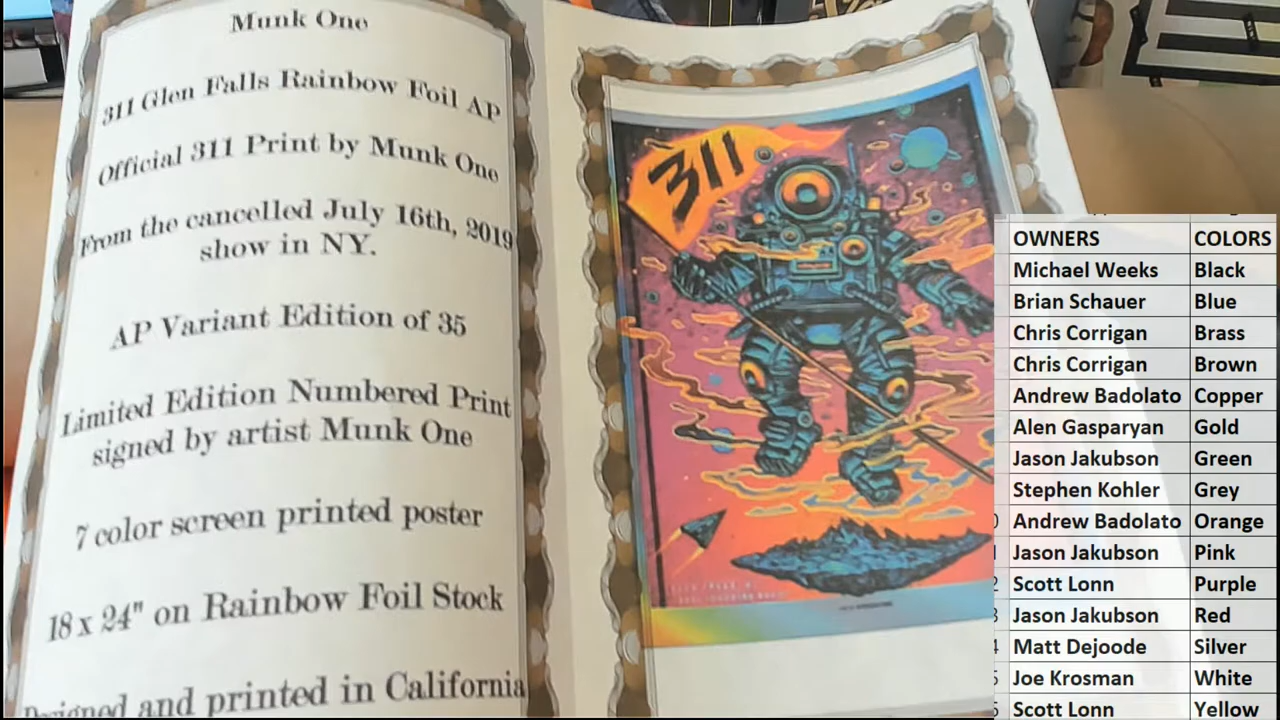 Munk One
311 Glen Falls Rainbow Foil AP
Official 311 Print by Munk One
From the cancelled July 16th, 2019
show in NY.
AP Variant Edition of 35
Limited Edition Numbered Print
signed by artist Munk One
7 color screen printed poster
18 x 24" on Rainbow Foil Stock
Designed and printed in California
311
OWNERS COLORS
Michael Weeks Black
Brian Schauer Blue
Chris Corrigan Brass
Chris Corrigan Brown
Andrew Badolato Copper
Alen Gasparyan Gold
Jason Jakubson Green
Stephen Kohler Grey
Andrew Badolato Orange
Jason Jakubson Pink
Scott Lonn Purple
Jason Jakubson Red
Matt Dejoode Silver
Joe Krosman White
Scott Lonn Yellow